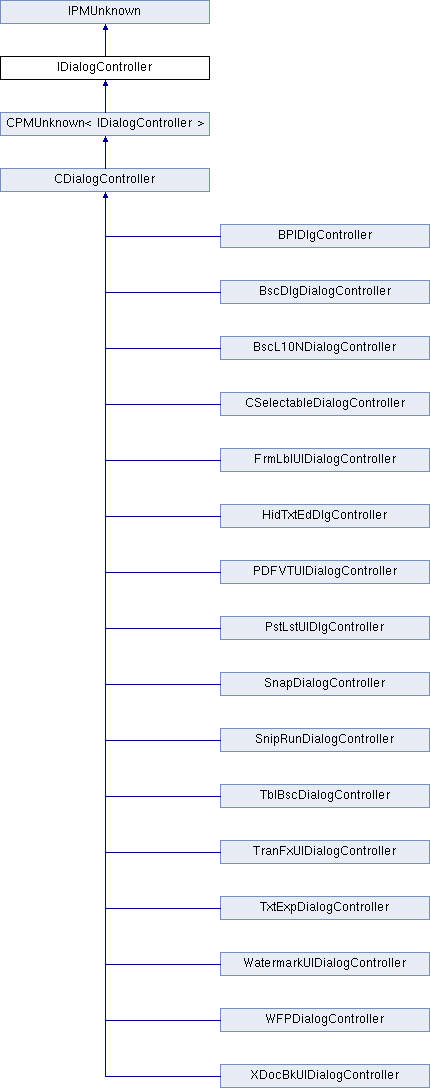 IPMUnknown
IDialogController
CPMUnknown< IDialogController >
CDialogController
BPIDlgController
BscDlgDialogController
BscL10NDialogController
CSelectableDialogController
FrmLblUIDialogController
HidTxtEdDlgController
PDFVTUIDialogController
PstLstUIDlgController
SnapDialogController
SnipRunDialogController
TblBscDialogController
TranFxUIDialogController
TxtExpDialogController
WatermarkUIDialogController
WFPDialogController
XDocBkUIDialogController